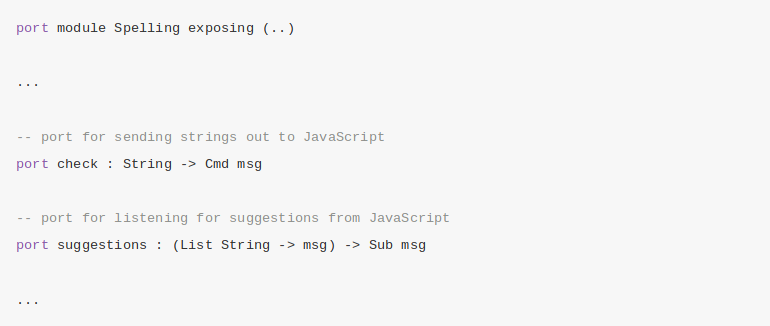 port module Spelling exposing (..)
...
-- port for sending strings out to JavaScript
port check : String -> Cmd msg
-- port for listening for suggestions from JavaScript
port suggestions : (List String -> msg) -> Sub msg
...